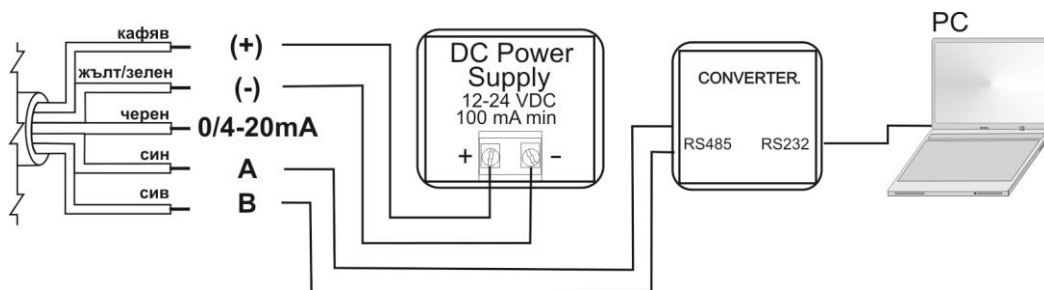 кафяв
(+)
жълт/зелен
(-)
черен
0/4-20mA
син
A
сив
B
DC Power
Supply
12-24 VDC
100 mA min
+ –
CONVERTER.
RS485 RS232
PC